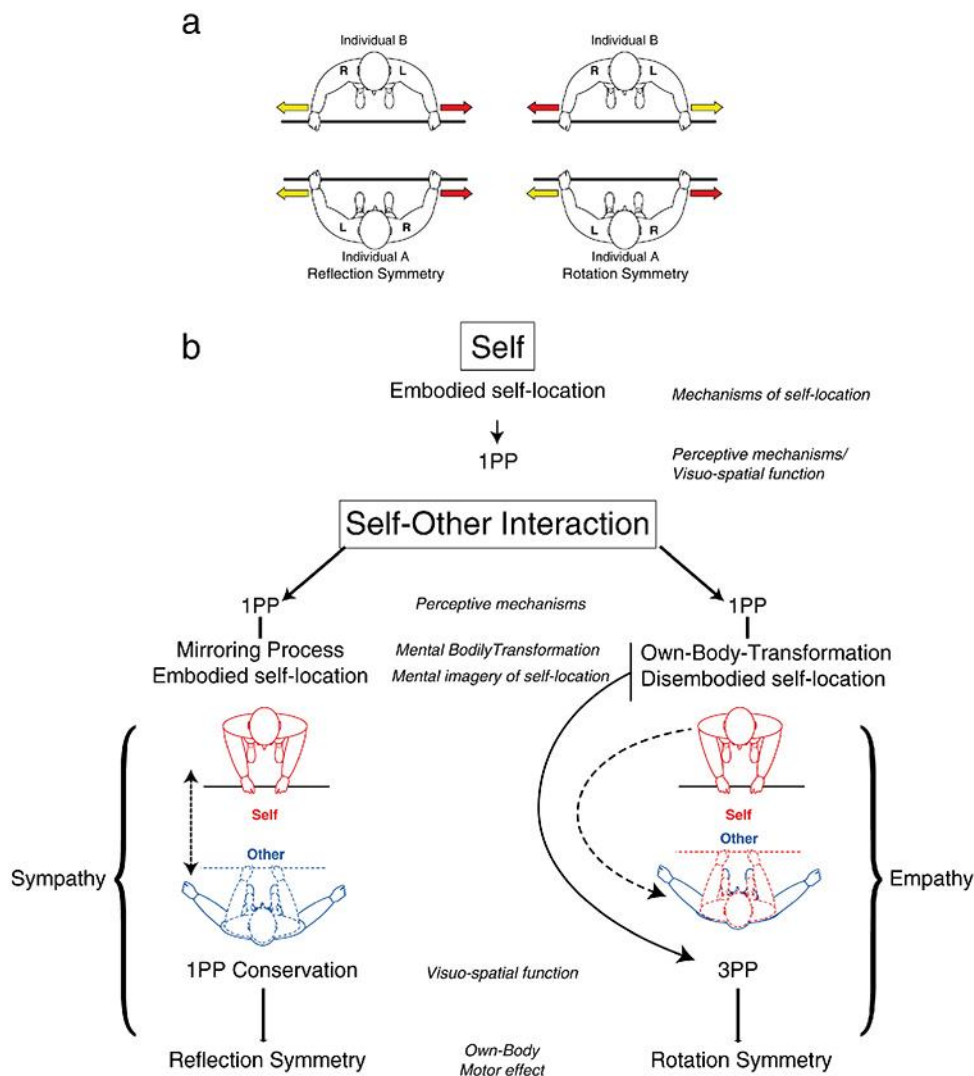 a
Individual B
Individual B
R L
R L
L R
L R
Individual A
Individual A
Reflection Symmetry
Rotation Symmetry
b
Self
Embodied self-location
Mechanisms of self-location
1PP
Perceptive mechanisms/
Visuo-spatial function
Self-Other Interaction
1PP
Perceptive mechanisms
1PP
Mirroring Process
Embodied self-location
Mental BodilyTransformation
Mental imagery of self-location
Own-Body-Transformation
Disembodied self-location
Self
Other
Self
Other
Sympathy
Empathy
1PP Conservation
Visuo-spatial function
3PP
Reflection Symmetry
Own-Body
Motor effect
Rotation Symmetry